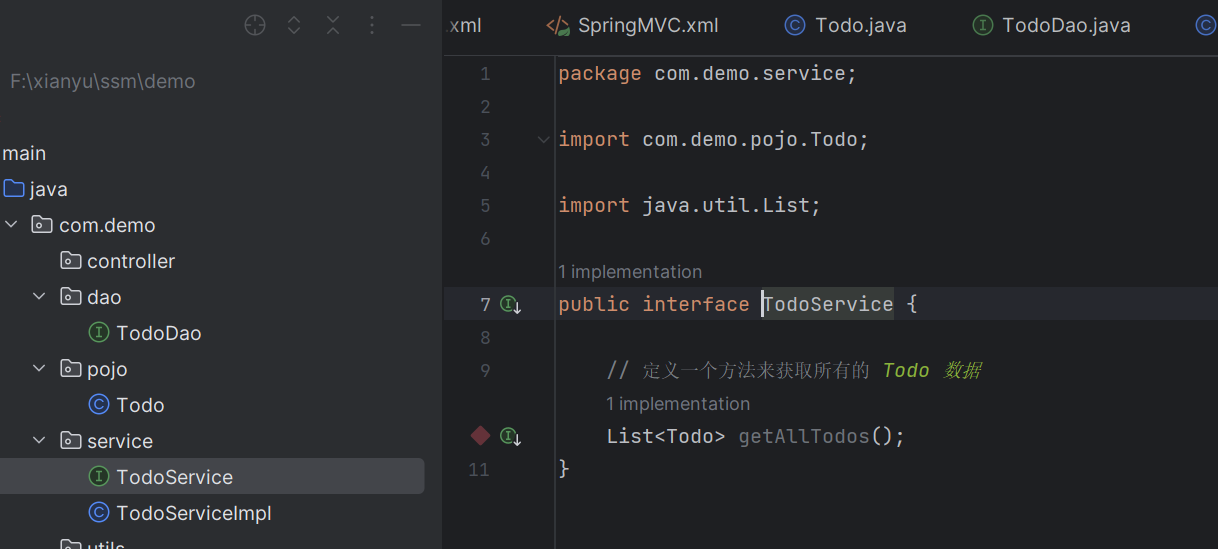 .xml SpringMVC.xml Todo.java TodoDao.java
F:\xianyu\ssm\demo
main
java
com.demo
controller
dao
TodoDao
pojo
Todo
service
TodoService
TodoServiceImpl
utils
1 package com.demo.service;
2
3 import com.demo.pojo.Todo;
4
5 import java.util.List;
6
1 implementation
7 public interface TodoService {
8
9 // 定义一个方法来获取所有的 Todo 数据
1 implementation
List<Todo> getAllTodos();
11 }